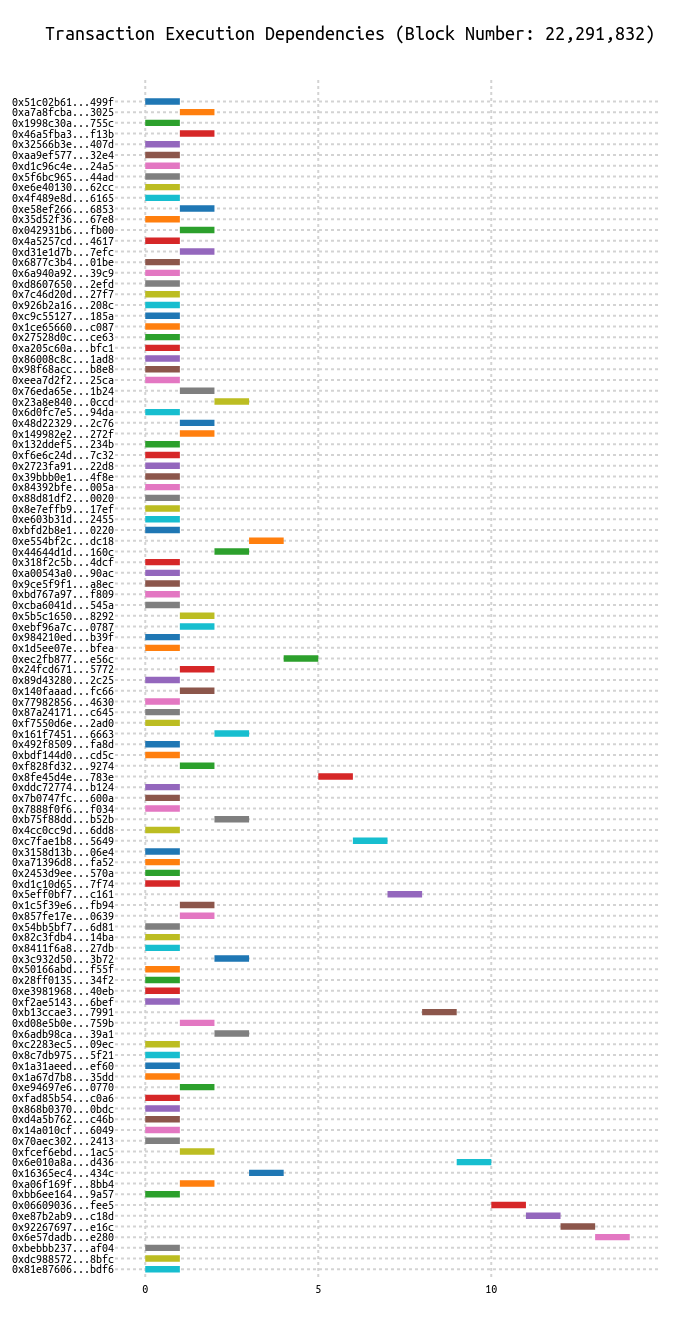 Transaction Execution Dependencies (Block Number: 22,291,832)
0x51c02b61...499f
0xa7a8fcba...3025
0x1998c30a...755c
0x46a5fba3...f13b
0x32566b3e...407d
0xaa9ef577...32e4
0xd1c96c4e...24a5
0x5f6bc965...44ad
0xe6e40130...62cc
0x4f489e8d...6165
0xe58ef266...6853
0x35d52f36...67e8
0x042931b6...fb00
0x4a5257cd...4617
0xd31e1d7b...7efc
0x6877c3b4...01be
0x6a940a92...39c9
0xd8607650...2efd
0x7c46d20d...27f7
0x926b2a16...208c
0xc9c55127...185a
0x1ce65660...c087
0x27528d0c...ce63
0xa205c60a...bfc1
0x86008c8c...1ad8
0x98f68acc...b8e8
0xeea7d2f2...25ca
0x76eda65e...1b24
0x23a8e840...0ccd
0x6d0fc7e5...94da
0x48d22329...2c76
0x149982e2...272f
0x132ddef5...234b
0xf6e6c24d...7c32
0x2723fa91...22d8
0x39bbb0e1...4f8e
0x84392bfe...005a
0x88d81df2...0020
0x8e7effb9...17ef
0xe603b31d...2455
0xbfd2b8e1...0220
0xe554bf2c...dc18
0x44644d1d...160c
0x318f2c5b...4dcf
0xa00543a0...90ac
0x9ce5f9f1...a8ec
0xbd767a97...f809
0xcba6041d...545a
0x5b5c1650...8292
0xebf96a7c...0787
0x984210ed...b39f
0x1d5ee07e...bfea
0xec2fb877...e56c
0x24fcd671...5772
0x89d43280...2c25
0x140faaad...fc66
0x77982856...4630
0x87a24171...c645
0xf7550d6e...2ad0
0x161f7451...6663
0x492f8509...fa8d
0xbdf144d0...cd5c
0xf828fd32...9274
0x8fe45d4e...783e
0xddc72774...b124
0x7b0747fc...600a
0x7888f0f6...f034
0xb75f88dd...b52b
0x4cc0cc9d...6dd8
0xc7fae1b8...5649
0x3158d13b...06e4
0xa71396d8...fa52
0x2453d9ee...570a
0xd1c10d65...7f74
0x5eff0bf7...c161
0x1c5f39e6...fb94
0x857fe17e...0639
0x54bb5bf7...6d81
0x82c3fdb4...14ba
0x8411f6a8...27db
0x3c932d50...3b72
0x50166abd...f55f
0x28ff0135...34f2
0xe3981968...40eb
0xf2ae5143...6bef
0xb13ccae3...7991
0xd08e5b0e...759b
0x6adb98ca...39a1
0xc2283ec5...09ec
0x8c7db975...5f21
0x1a31aeed...ef60
0x1a67d7b8...35dd
0xe94697e6...0770
0xfad85b54...c0a6
0x868b0370...0bdc
0xd4a5b762...c46b
0x14a010cf...6049
0x70aec302...2413
0xfcef6ebd...1ac5
0x6e010a8a...d436
0x16365ec4...434c
0xa06f169f...8bb4
0xbb6ee164...9a57
0x06609036...fee5
0xe87b2ab9...c18d
0x92267697...e16c
0x6e57dadb...e280
0xbebbb237...af04
0xdc988572...8bfc
0x81e87606...bdf6
0 5 10